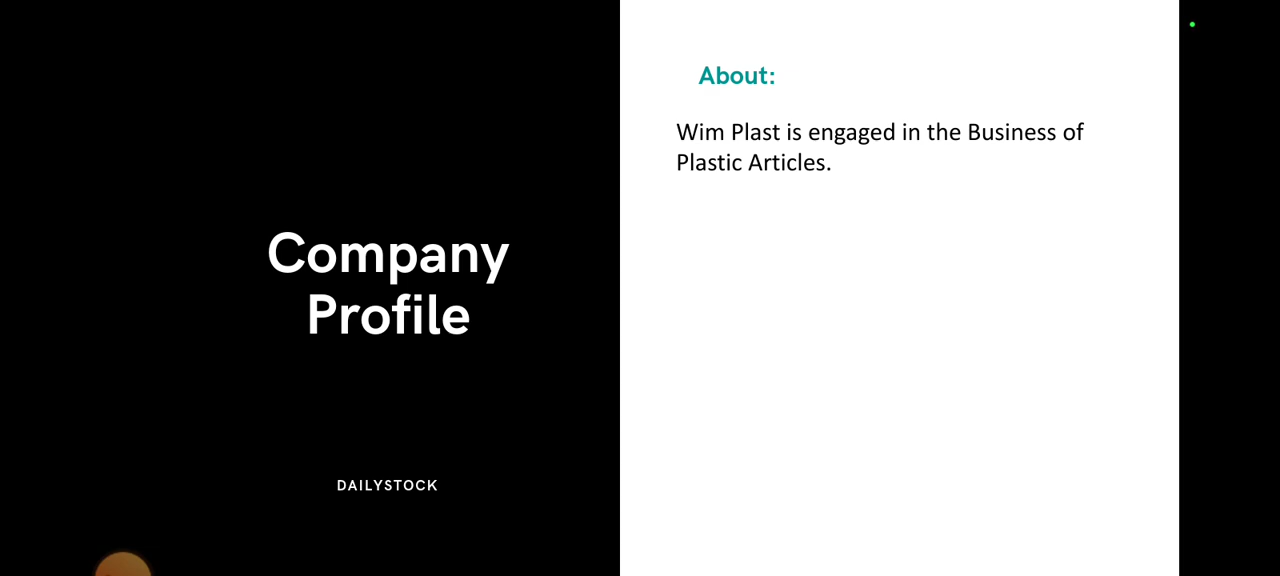 Company
Profile
DAILYSTOCK
About:
Wim Plast is engaged in the Business of
Plastic Articles.